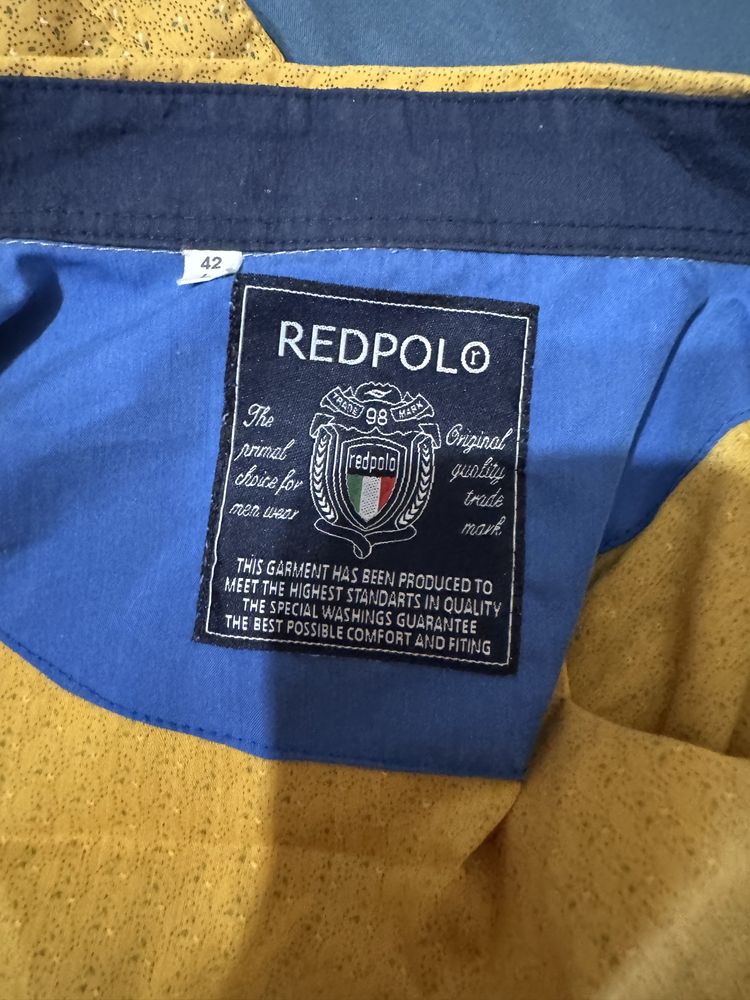 42
REDPOLO
r
TRADE MARK
98
The
primal
choice for
men wear
redpolo
Original
quality
trade
mark
THIS GARMENT HAS BEEN PRODUCED TO
MEET THE HIGHEST STANDARTS IN QUALITY
THE SPECIAL WASHINGS GUARANTEE
THE BEST POSSIBLE COMFORT AND FITING